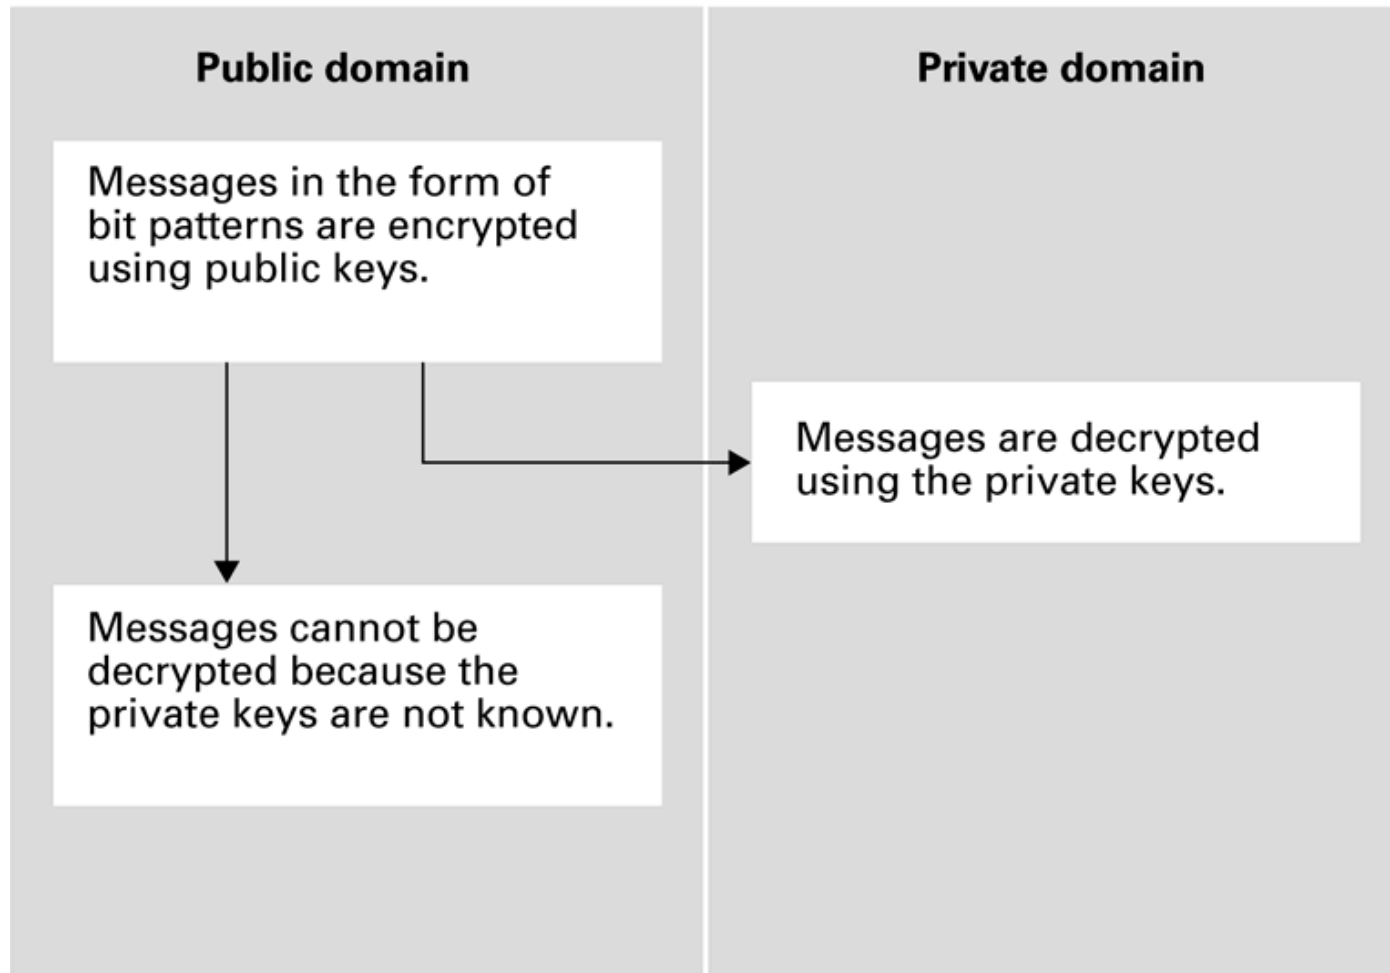 Public domain
Private domain
Messages in the form of
bit patterns are encrypted
using public keys.
Messages are decrypted
using the private keys.
Messages cannot be
decrypted because the
private keys are not known.